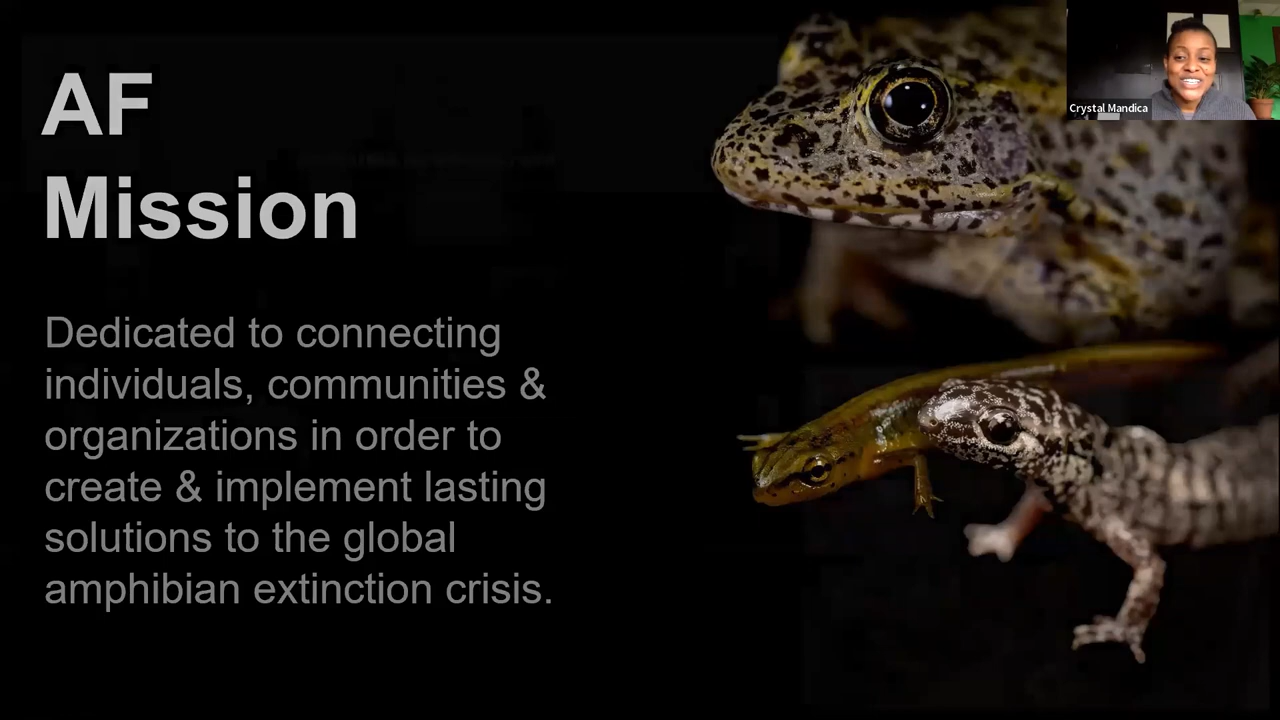 AF
Mission
Dedicated to connecting
individuals, communities &
organizations in order to
create & implement lasting
solutions to the global
amphibian extinction crisis.
Crystal Mandica